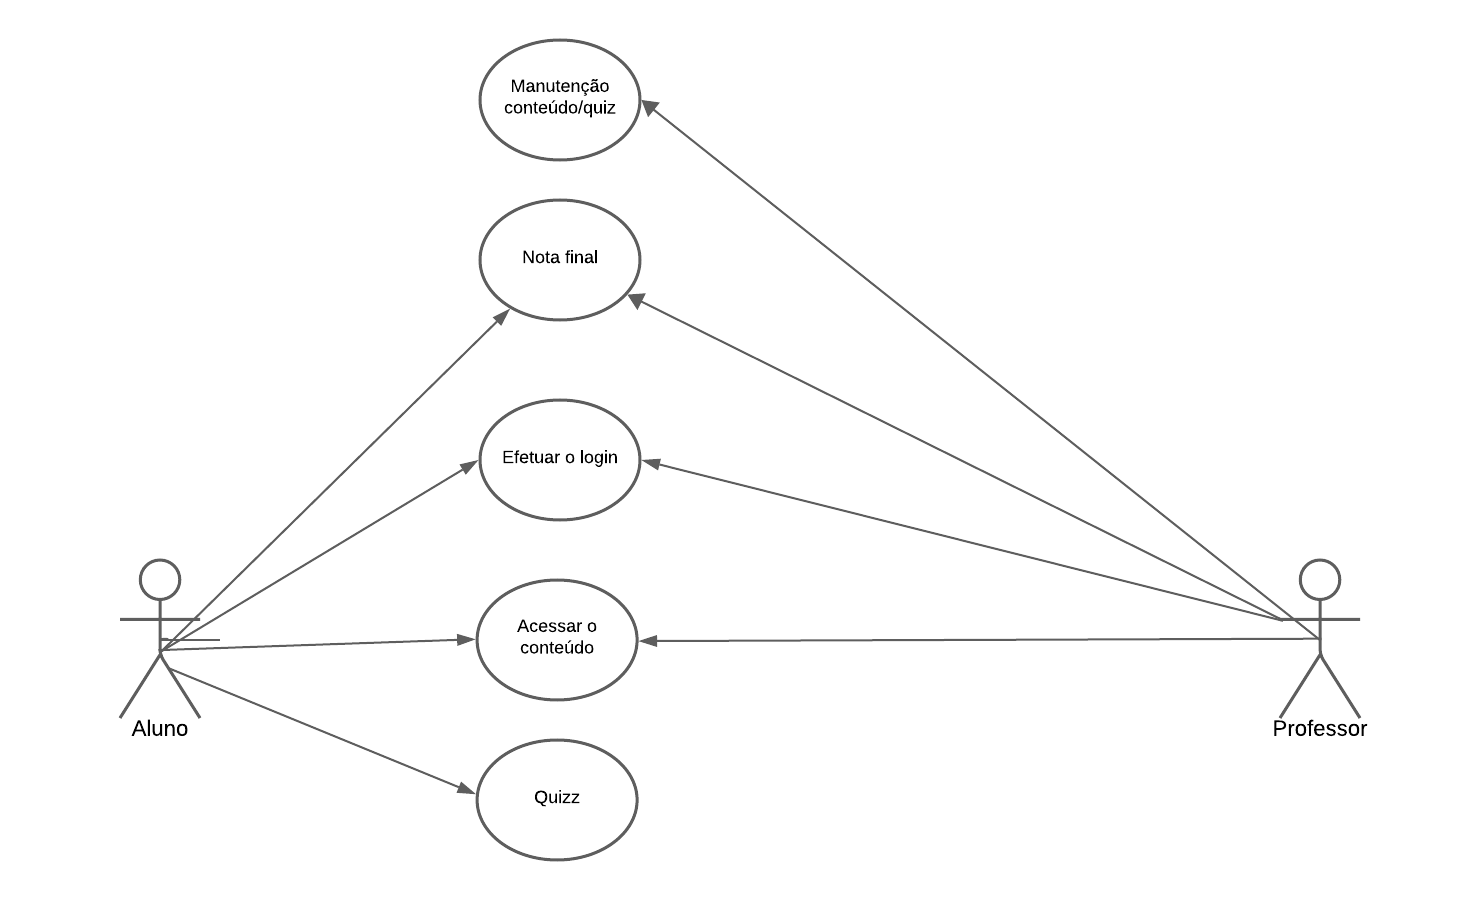 Manutenção
conteúdo/quiz
Nota final
Efetuar o login
Acessar o
conteúdo
Aluno
Professor
Quizz